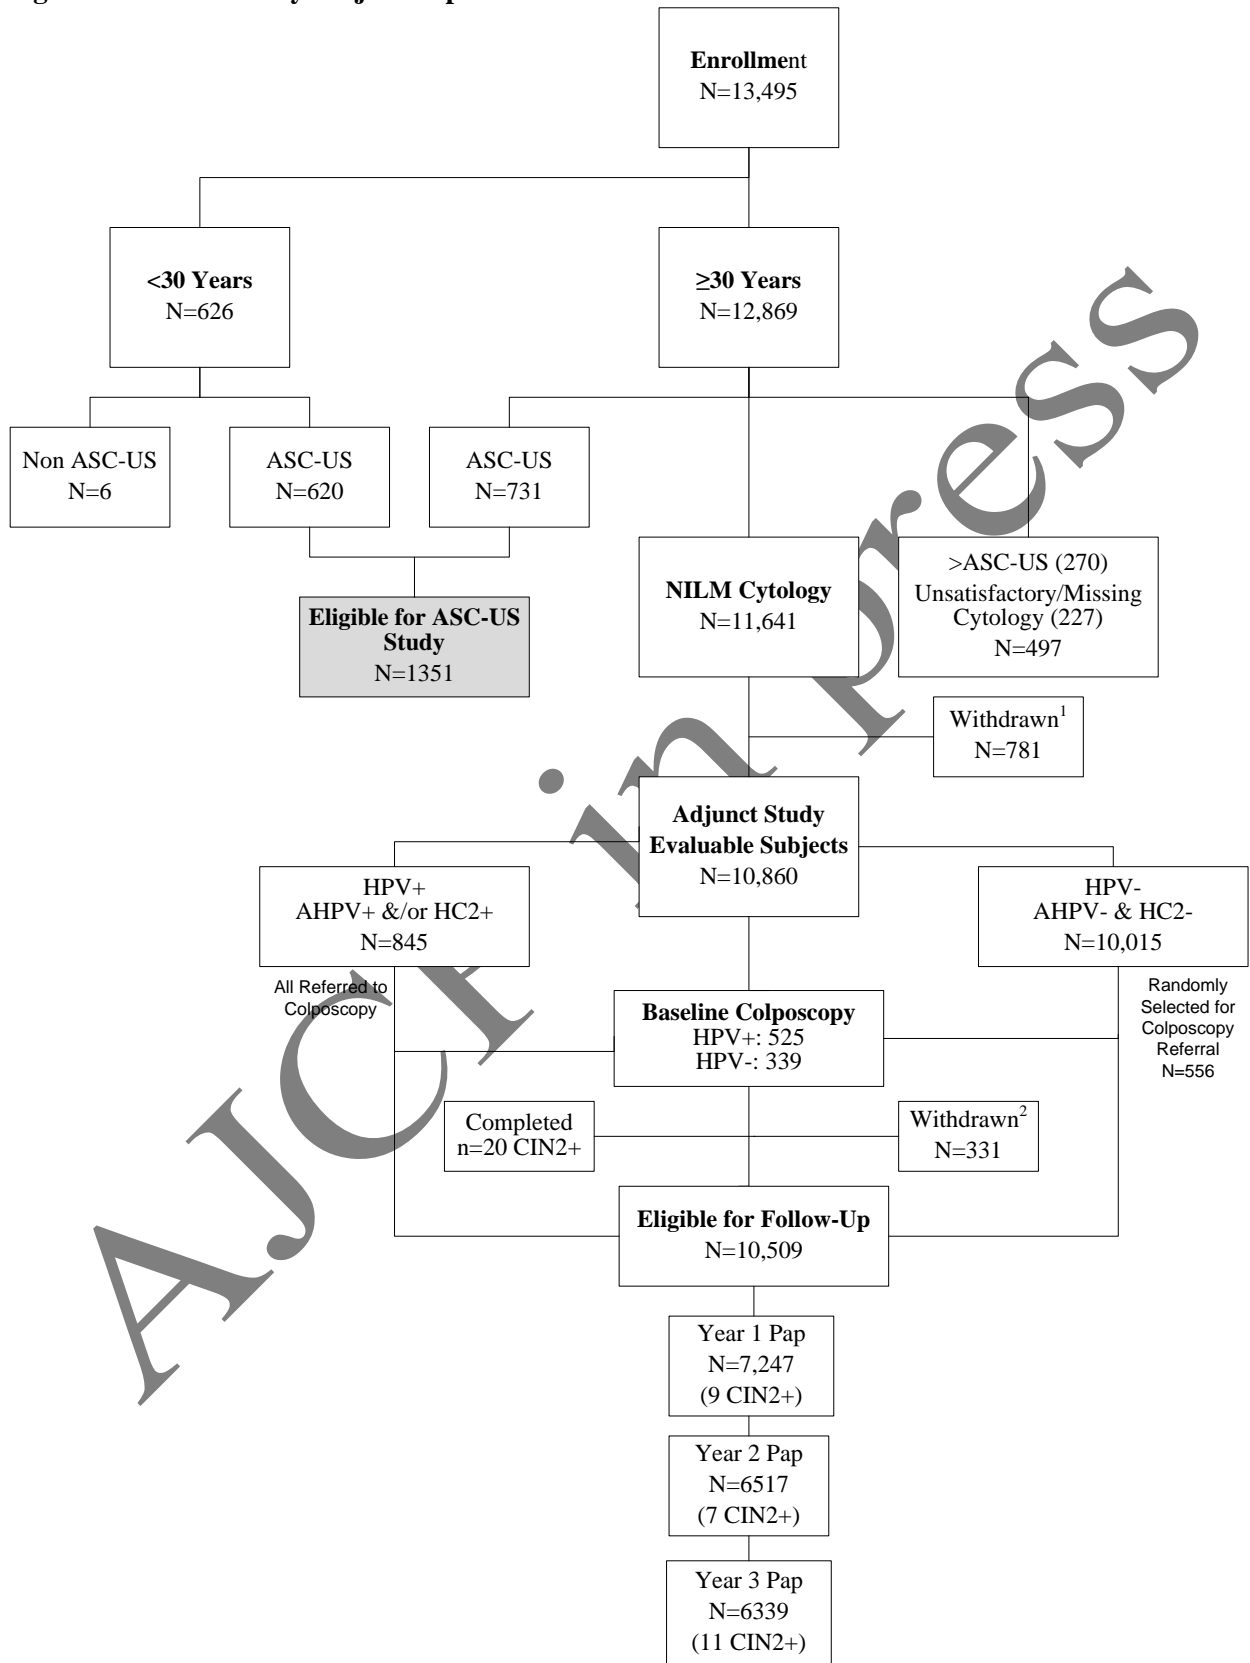 Enrollment
N=13,495
<30 Years
N=626
≥30 Years
N=12,869
Non ASC-US
N=6
ASC-US
N=620
ASC-US
N=731
Eligible for ASC-US
Study
N=1351
NILM Cytology
N=11,641
>ASC-US (270)
Unsatisfactory/Missing
Cytology (227)
N=497
Withdrawn1
N=781
Adjunct Study
Evaluable Subjects
N=10,860
HPV+
AHPV+ &/or HC2+
N=845
HPV-
AHPV- & HC2-
N=10,015
All Referred to
Colposcopy
Baseline Colposcopy
HPV+: 525
HPV-: 339
Randomly
Selected for
Colposcopy
Referral
N=556
Completed
n=20 CIN2+
Withdrawn2
N=331
Eligible for Follow-Up
N=10,509
Year 1 Pap
N=7,247
(9 CIN2+)
Year 2 Pap
N=6517
(7 CIN2+)
Year 3 Pap
N=6339
(11 CIN2+)
AJCP in press